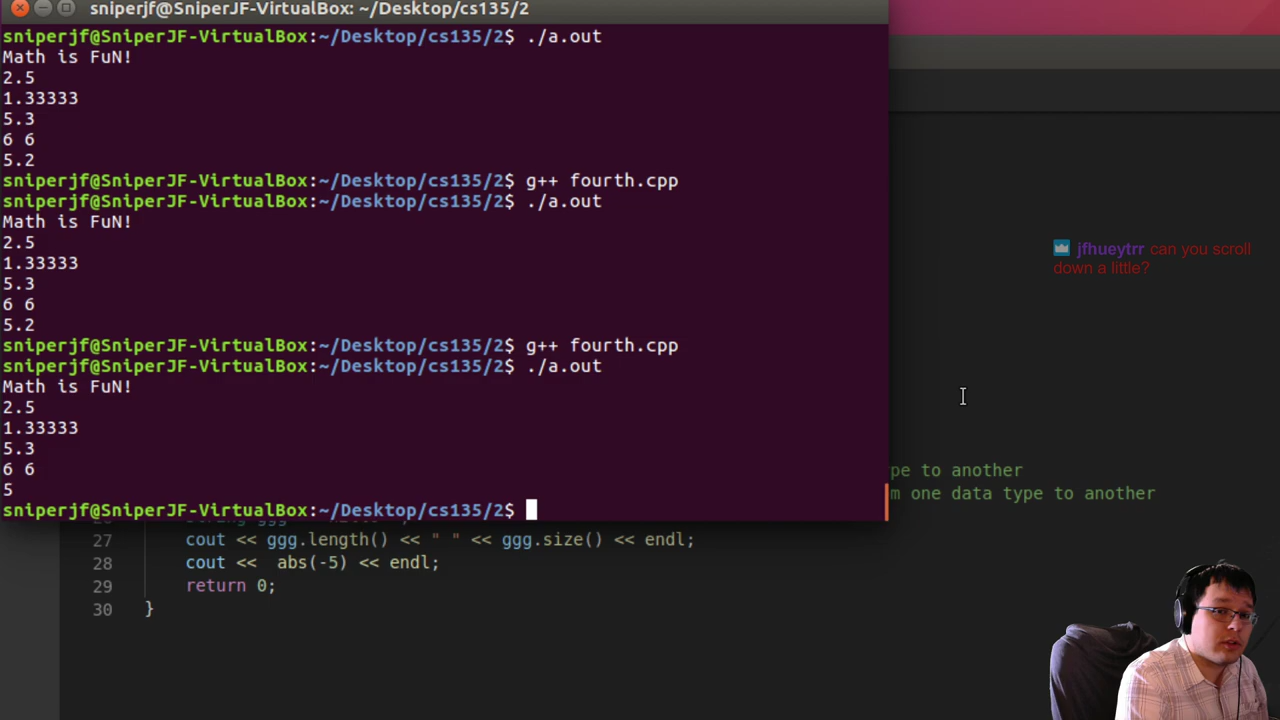 sniperjf@SniperJF-VirtualBox: ~/Desktop/cs135/2
sniperjf@SniperJF-VirtualBox:~/Desktop/cs135/2$ ./a.out
Math is FuN!
2.5
1.33333
5.3
6 6
5.2
sniperjf@SniperJF-VirtualBox:~/Desktop/cs135/2$ g++ fourth.cpp
sniperjf@SniperJF-VirtualBox:~/Desktop/cs135/2$ ./a.out
Math is FuN!
2.5
1.33333
5.3
6 6
5.2
sniperjf@SniperJF-VirtualBox:~/Desktop/cs135/2$ g++ fourth.cpp
sniperjf@SniperJF-VirtualBox:~/Desktop/cs135/2$ ./a.out
Math is FuN!
2.5
1.33333
5.3
6 6
5
sniperjf@SniperJF-VirtualBox:~/Desktop/cs135/2$
jfhueytrr can you scroll
down a little?
pe to another
m one data type to another
27 cout << ggg.length() << " " << ggg.size() << endl;
28 cout << abs(-5) << endl;
29 return 0;
30 }